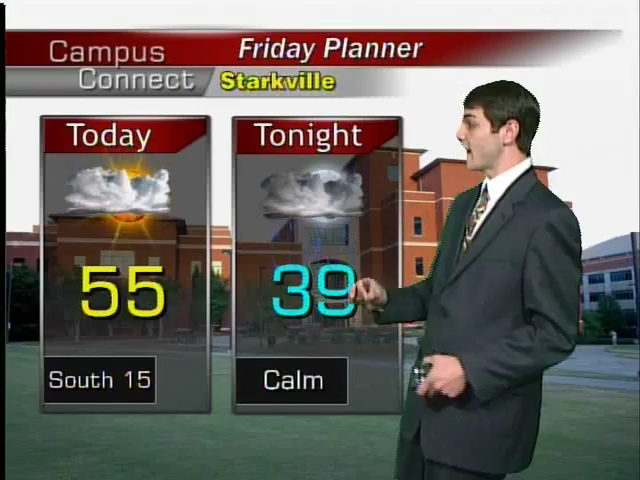 Campus
Connect
Friday Planner
Starkville
Today
Tonight
55
39
South 15
Calm